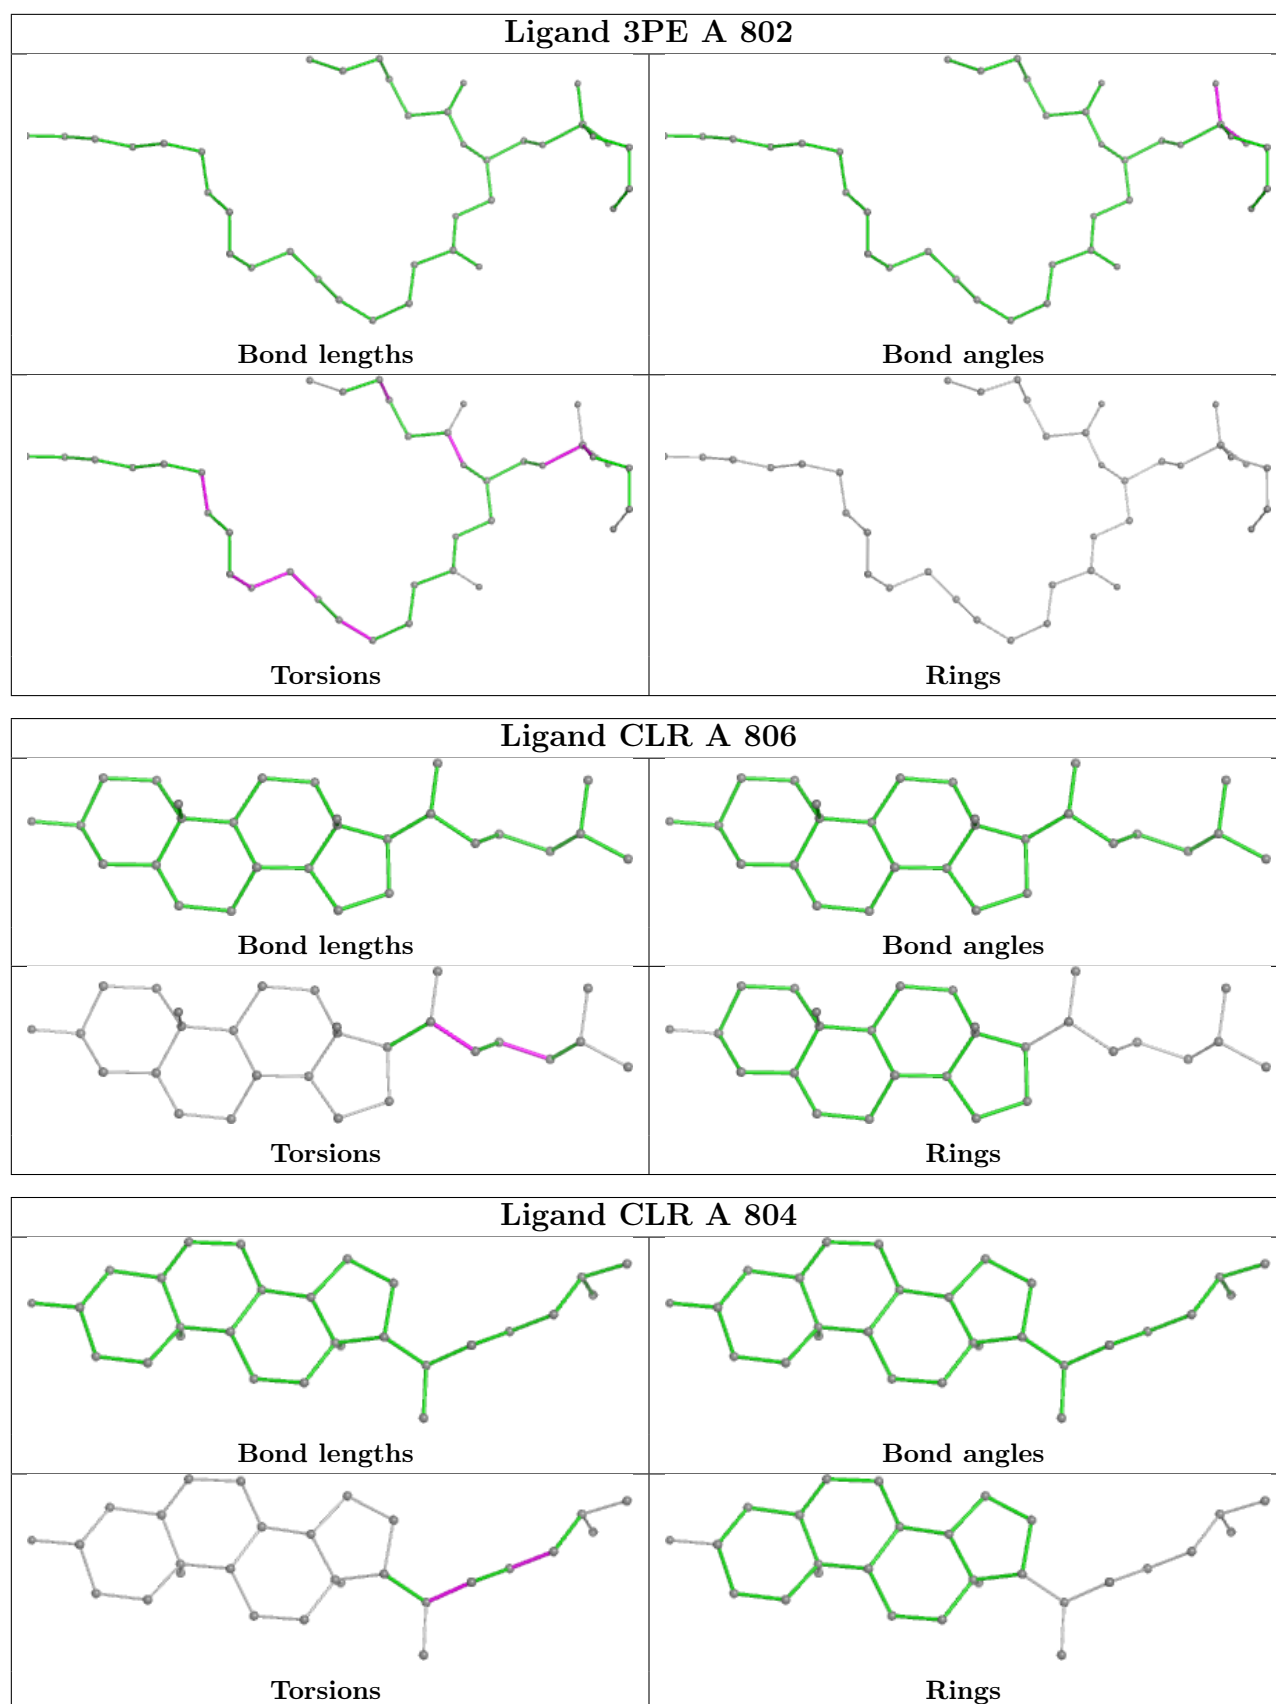 Ligand 3PE A 802
Bond lengths
Bond angles
Torsions
Rings
Ligand CLR A 806
Bond lengths
Bond angles
Torsions
Rings
Ligand CLR A 804
Bond lengths
Bond angles
Torsions
Rings